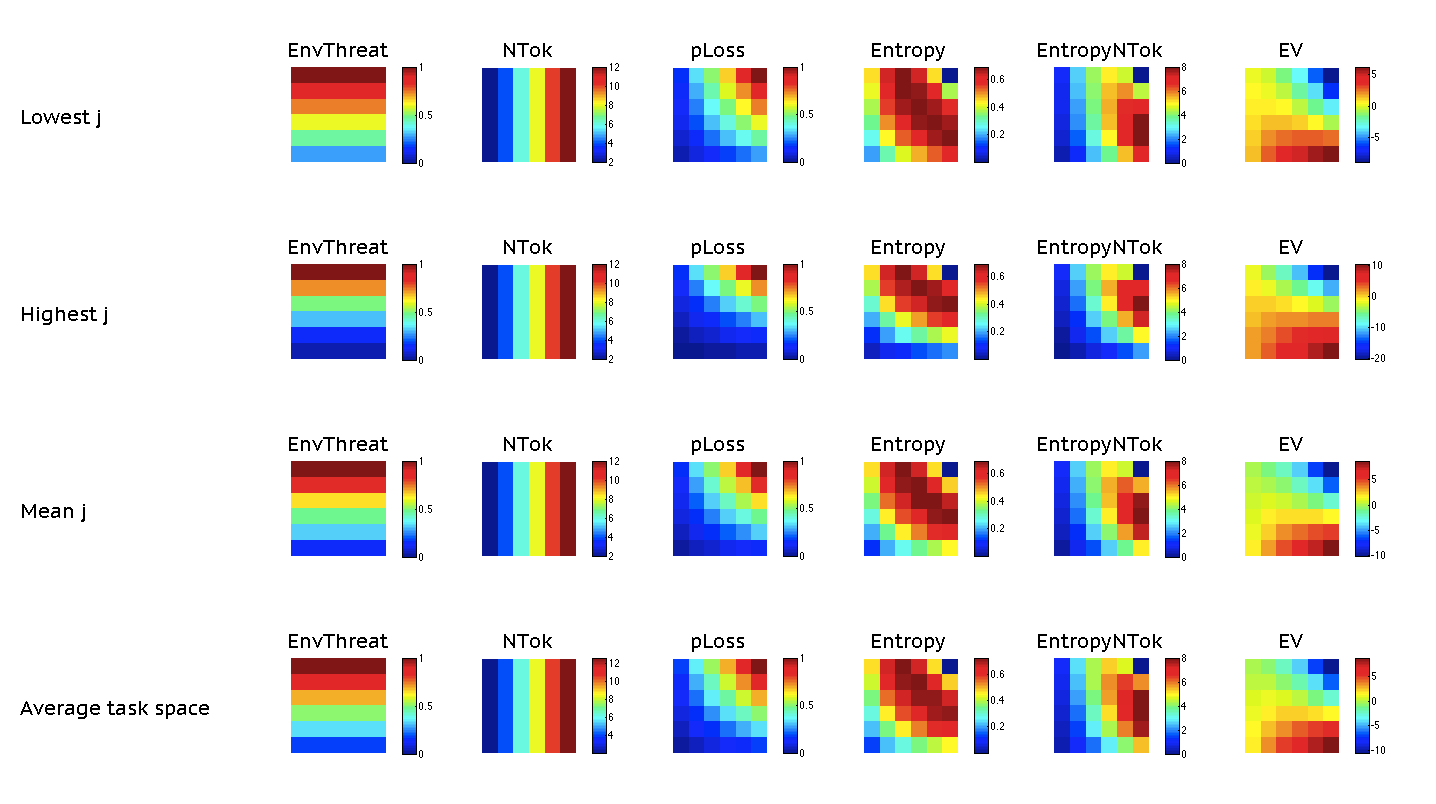 EnvThreat NTok pLoss Entropy EntropyNTok EV
Lowest j
1 0.5 0
12 10 8 6 4 2
1 0.5 0
0.6 0.4 0.2
8 6 4 2 0
5 0 -5
EnvThreat NTok pLoss Entropy EntropyNTok EV
Highest j
1 0.5 0
12 10 8 6 4 2
1 0.5 0
0.6 0.4 0.2
8 6 4 2 0
10 0 -10 -20
EnvThreat NTok pLoss Entropy EntropyNTok EV
Mean j
1 0.5 0
12 10 8 6 4 2
1 0.5 0
0.6 0.4 0.2
8 6 4 2 0
5 0 -5 -10
EnvThreat NTok pLoss Entropy EntropyNTok EV
Average task space
1 0.5 0
12 10 8 6 4
1 0.5 0
0.6 0.4 0.2
8 6 4 2 0
5 0 -5 -10